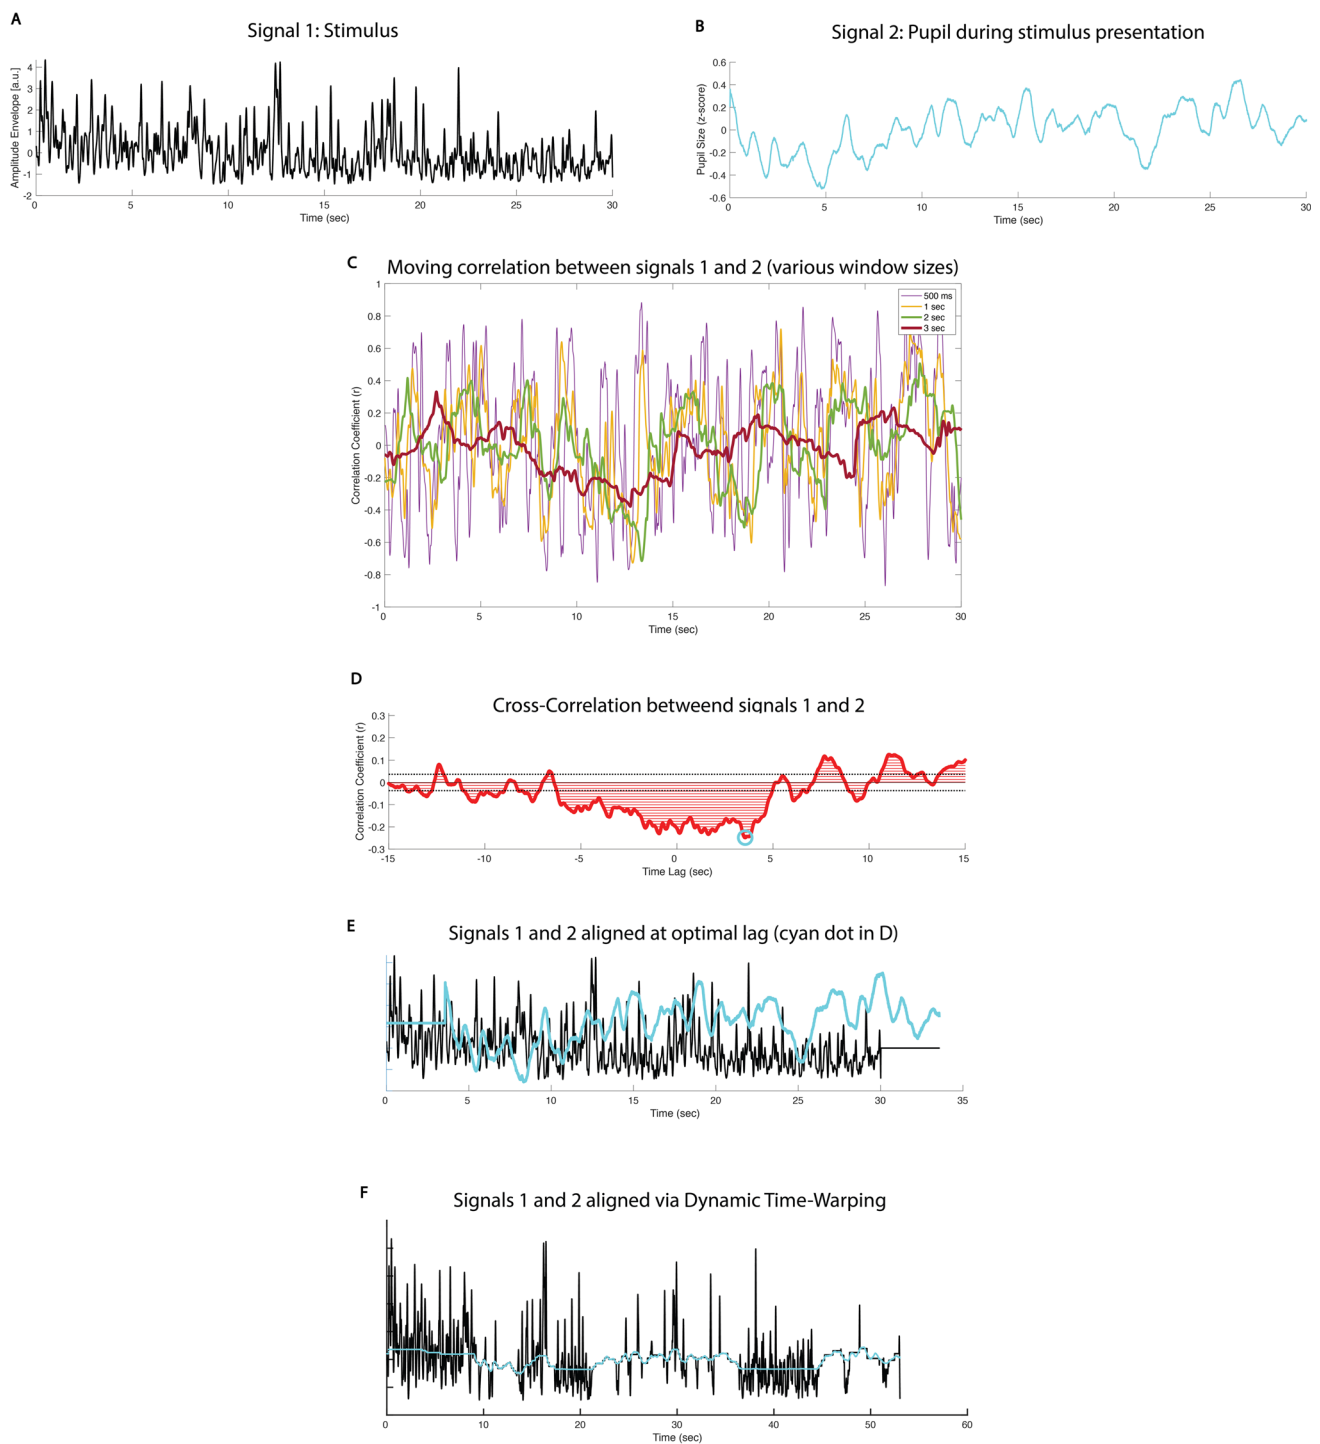 A
Signal 1: Stimulus
Amplitude Envelope [a.u.]
4
3
2
1
0
-1
-2
0 5 10 15 20 25 30
Time (sec)
B
Signal 2: Pupil during stimulus presentation
Pupil Size (z-score)
0.6
0.4
0.2
0
-0.2
-0.4
-0.6
0 5 10 15 20 25 30
Time (sec)
C
Moving correlation between signals 1 and 2 (various window sizes)
500 ms
1 sec
2 sec
3 sec
Correlation Coefficient (r)
1
0.8
0.6
0.4
0.2
0
-0.2
-0.4
-0.6
-0.8
-1
0 5 10 15 20 25 30
Time (sec)
D
Cross-Correlation betweend signals 1 and 2
Correlation Coefficient (r)
0.3
0.2
0.1
0
-0.1
-0.2
-0.3
-15 -10 -5 0 5 10 15
Time Lag (sec)
E
Signals 1 and 2 aligned at optimal lag (cyan dot in D)
0 5 10 15 20 25 30 35
Time (sec)
F
Signals 1 and 2 aligned via Dynamic Time-Warping
0 10 20 30 40 50 60
Time (sec)